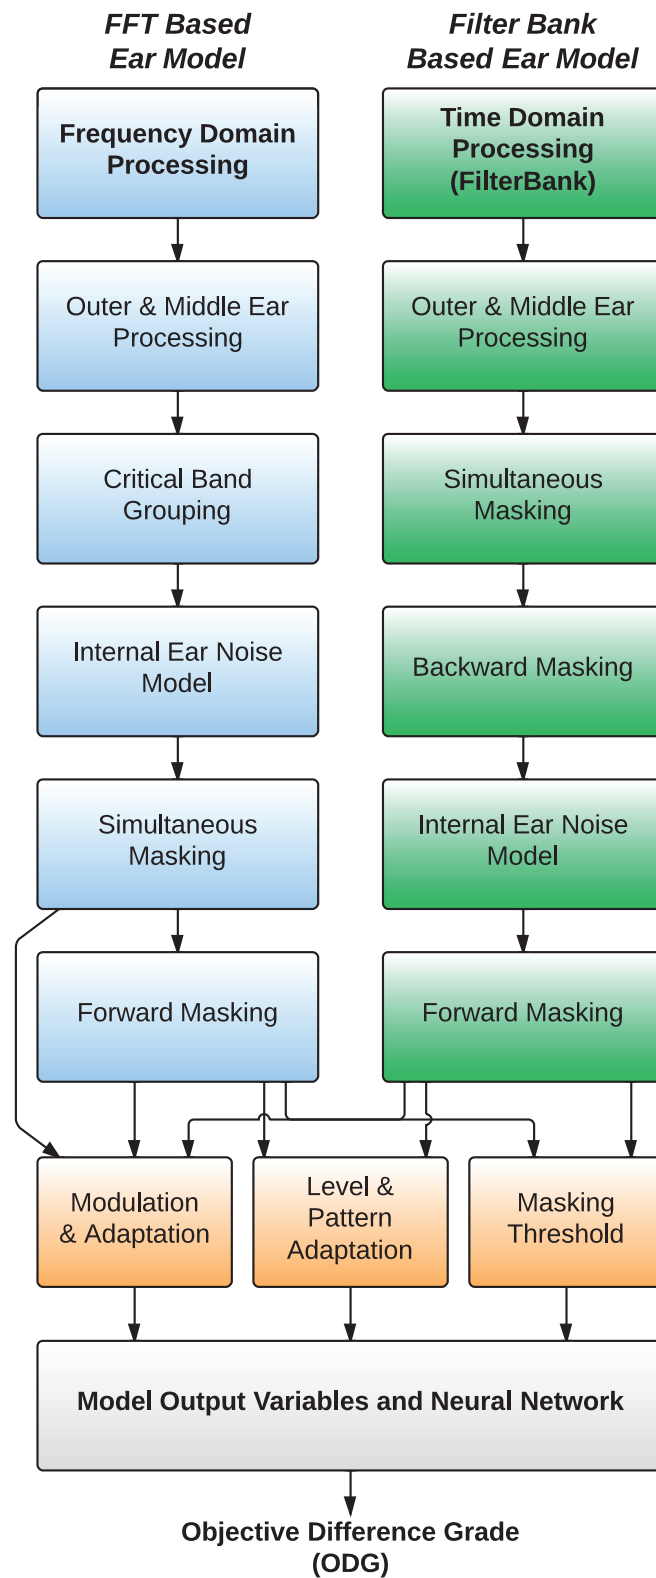 FFT Based
Ear Model
Filter Bank
Based Ear Model
Frequency Domain
Processing
Time Domain
Processing
(FilterBank)
Outer & Middle Ear
Processing
Outer & Middle Ear
Processing
Critical Band
Grouping
Simultaneous
Masking
Internal Ear Noise
Model
Backward Masking
Simultaneous
Masking
Internal Ear Noise
Model
Forward Masking
Forward Masking
Modulation
& Adaptation
Level &
Pattern
Adaptation
Masking
Threshold
Model Output Variables and Neural Network
Objective Difference Grade
(ODG)